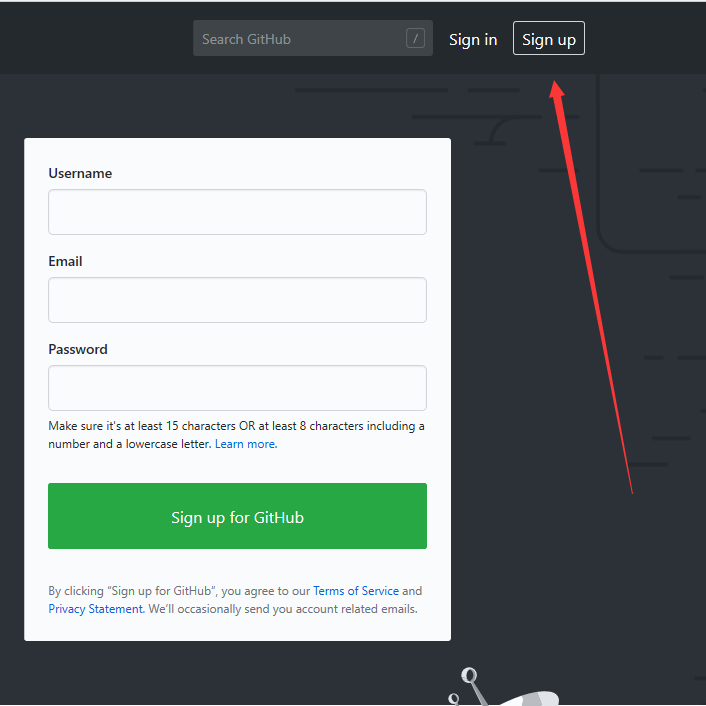 Search GitHub
/
Sign in
Sign up
Username
Email
Password
Make sure it's at least 15 characters OR at least 8 characters including a
number and a lowercase letter. Learn more.
Sign up for GitHub
By clicking “Sign up for GitHub”, you agree to our Terms of Service and
Privacy Statement. We’ll occasionally send you account related emails.